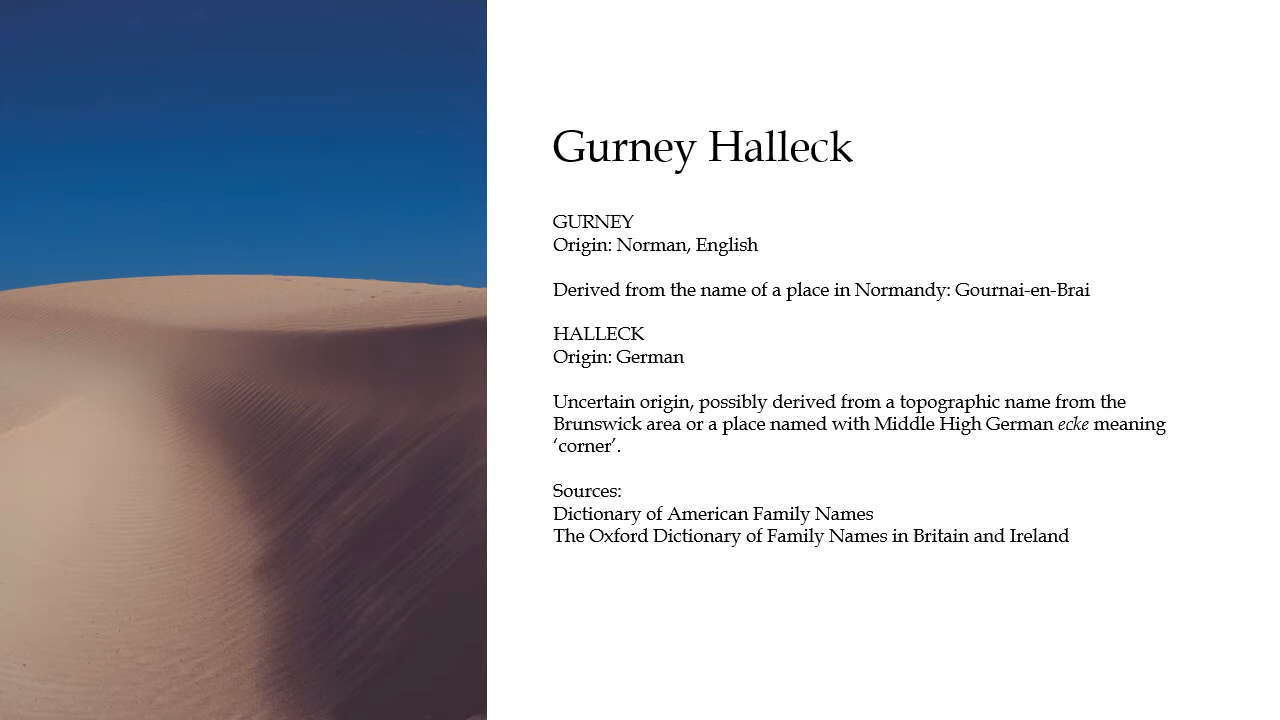 Gurney Halleck
GURNEY
Origin: Norman, English
Derived from the name of a place in Normandy: Gournai-en-Brai
HALLECK
Origin: German
Uncertain origin, possibly derived from a topographic name from the
Brunswick area or a place named with Middle High German ecke meaning
‘corner’.
Sources:
Dictionary of American Family Names
The Oxford Dictionary of Family Names in Britain and Ireland